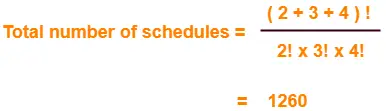 ( 2 + 3 + 4 ) !
Total number of schedules =
2! x 3! x 4!
= 1260